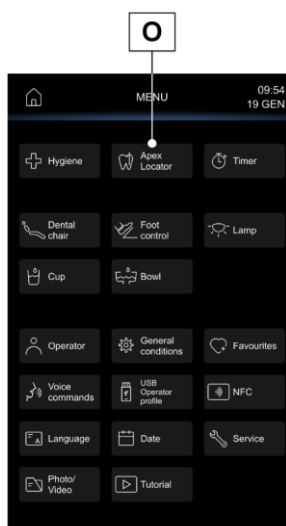 O
MENU
09:54
19 GEN
Hygiene
Apex
Locator
Timer
Dental
chair
Foot
control
Lamp
Cup
Bowl
Operator
General
conditions
Favourites
Voice
commands
USB
Operator
profile
NFC
A
Language
Date
Service
Photo/
Video
Tutorial